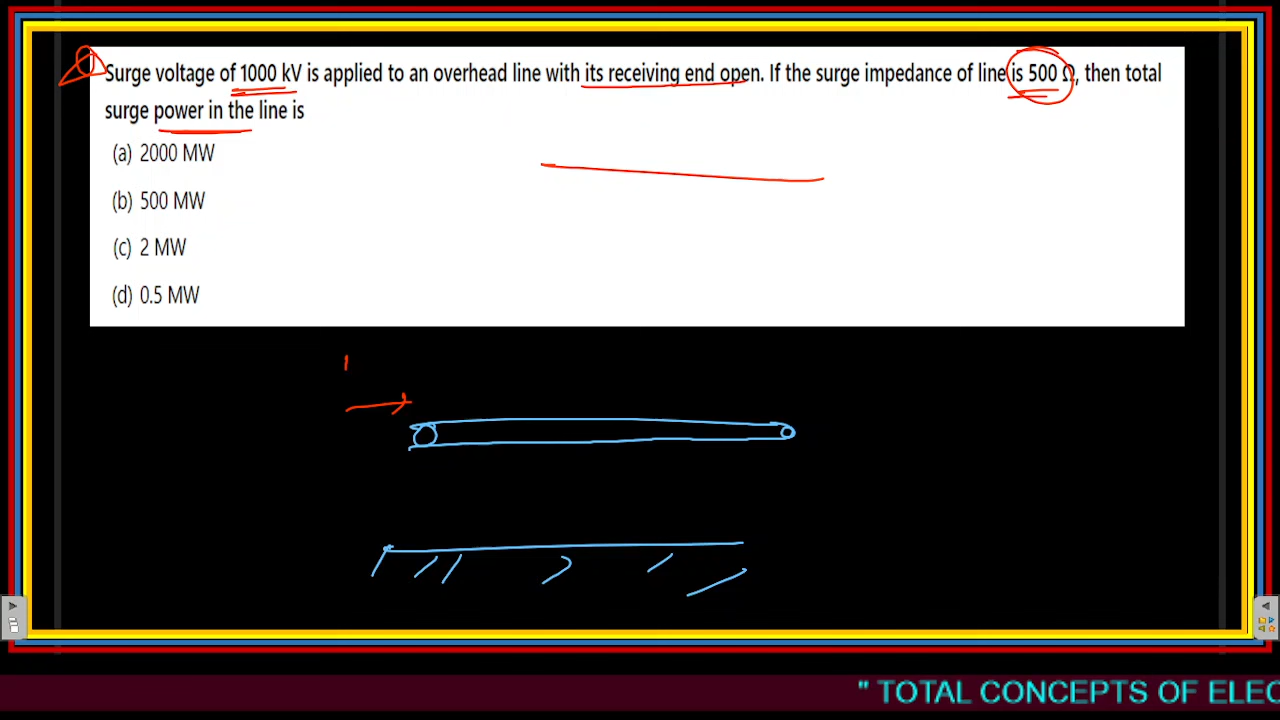 Surge voltage of 1000 kV is applied to an overhead line with its receiving end open. If the surge impedance of line is 500 Ω, then total
surge power in the line is
(a) 2000 MW
(b) 500 MW
(c) 2 MW
(d) 0.5 MW
" TOTAL CONCEPTS OF ELEC